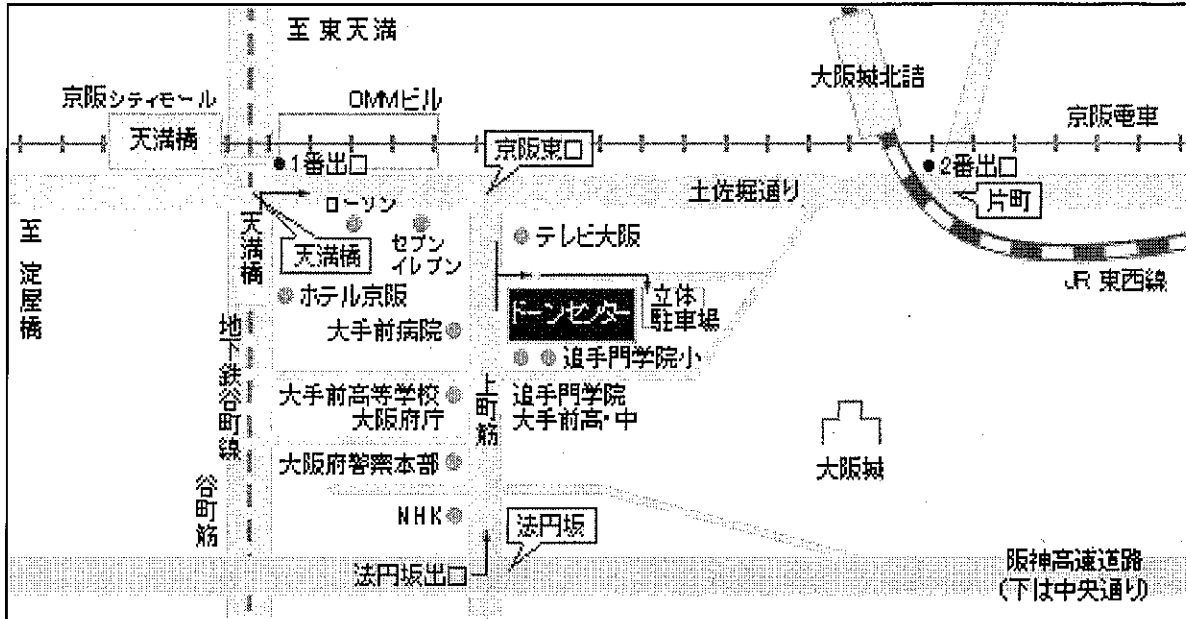 至 東天満
大阪城北詰
京阪シティモール
OMMビル
京阪電車
天満橋
京阪東口
1番出口
2番出口
土佐堀通り
片町
ローソン
至 淀屋橋
天満橋
天満橋
セブン
イレブン
テレビ大阪
JR 東西線
ホテル京阪
ドーンセンター
立体
駐車場
大手前病院
地下鉄谷町線
追手門学院小
大手前高等学校
大阪府庁
上町筋
追手門学院
大手前高・中
大阪府警察本部
大阪城
谷町筋
NHK
法円坂
法円坂出口
阪神高速道路
(下は中央通り)